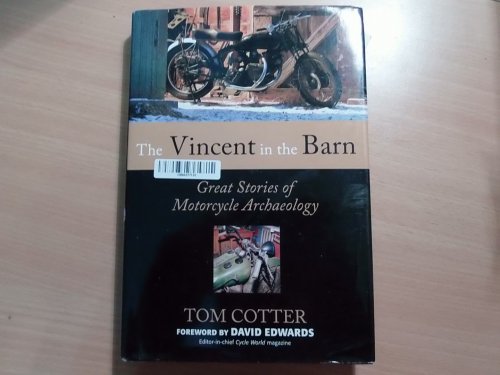 The Vincent in the Barn
Great Stories of
Motorcycle Archaeology
TOM COTTER
FOREWORD BY DAVID EDWARDS
Editor-in-chief Cycle World magazine